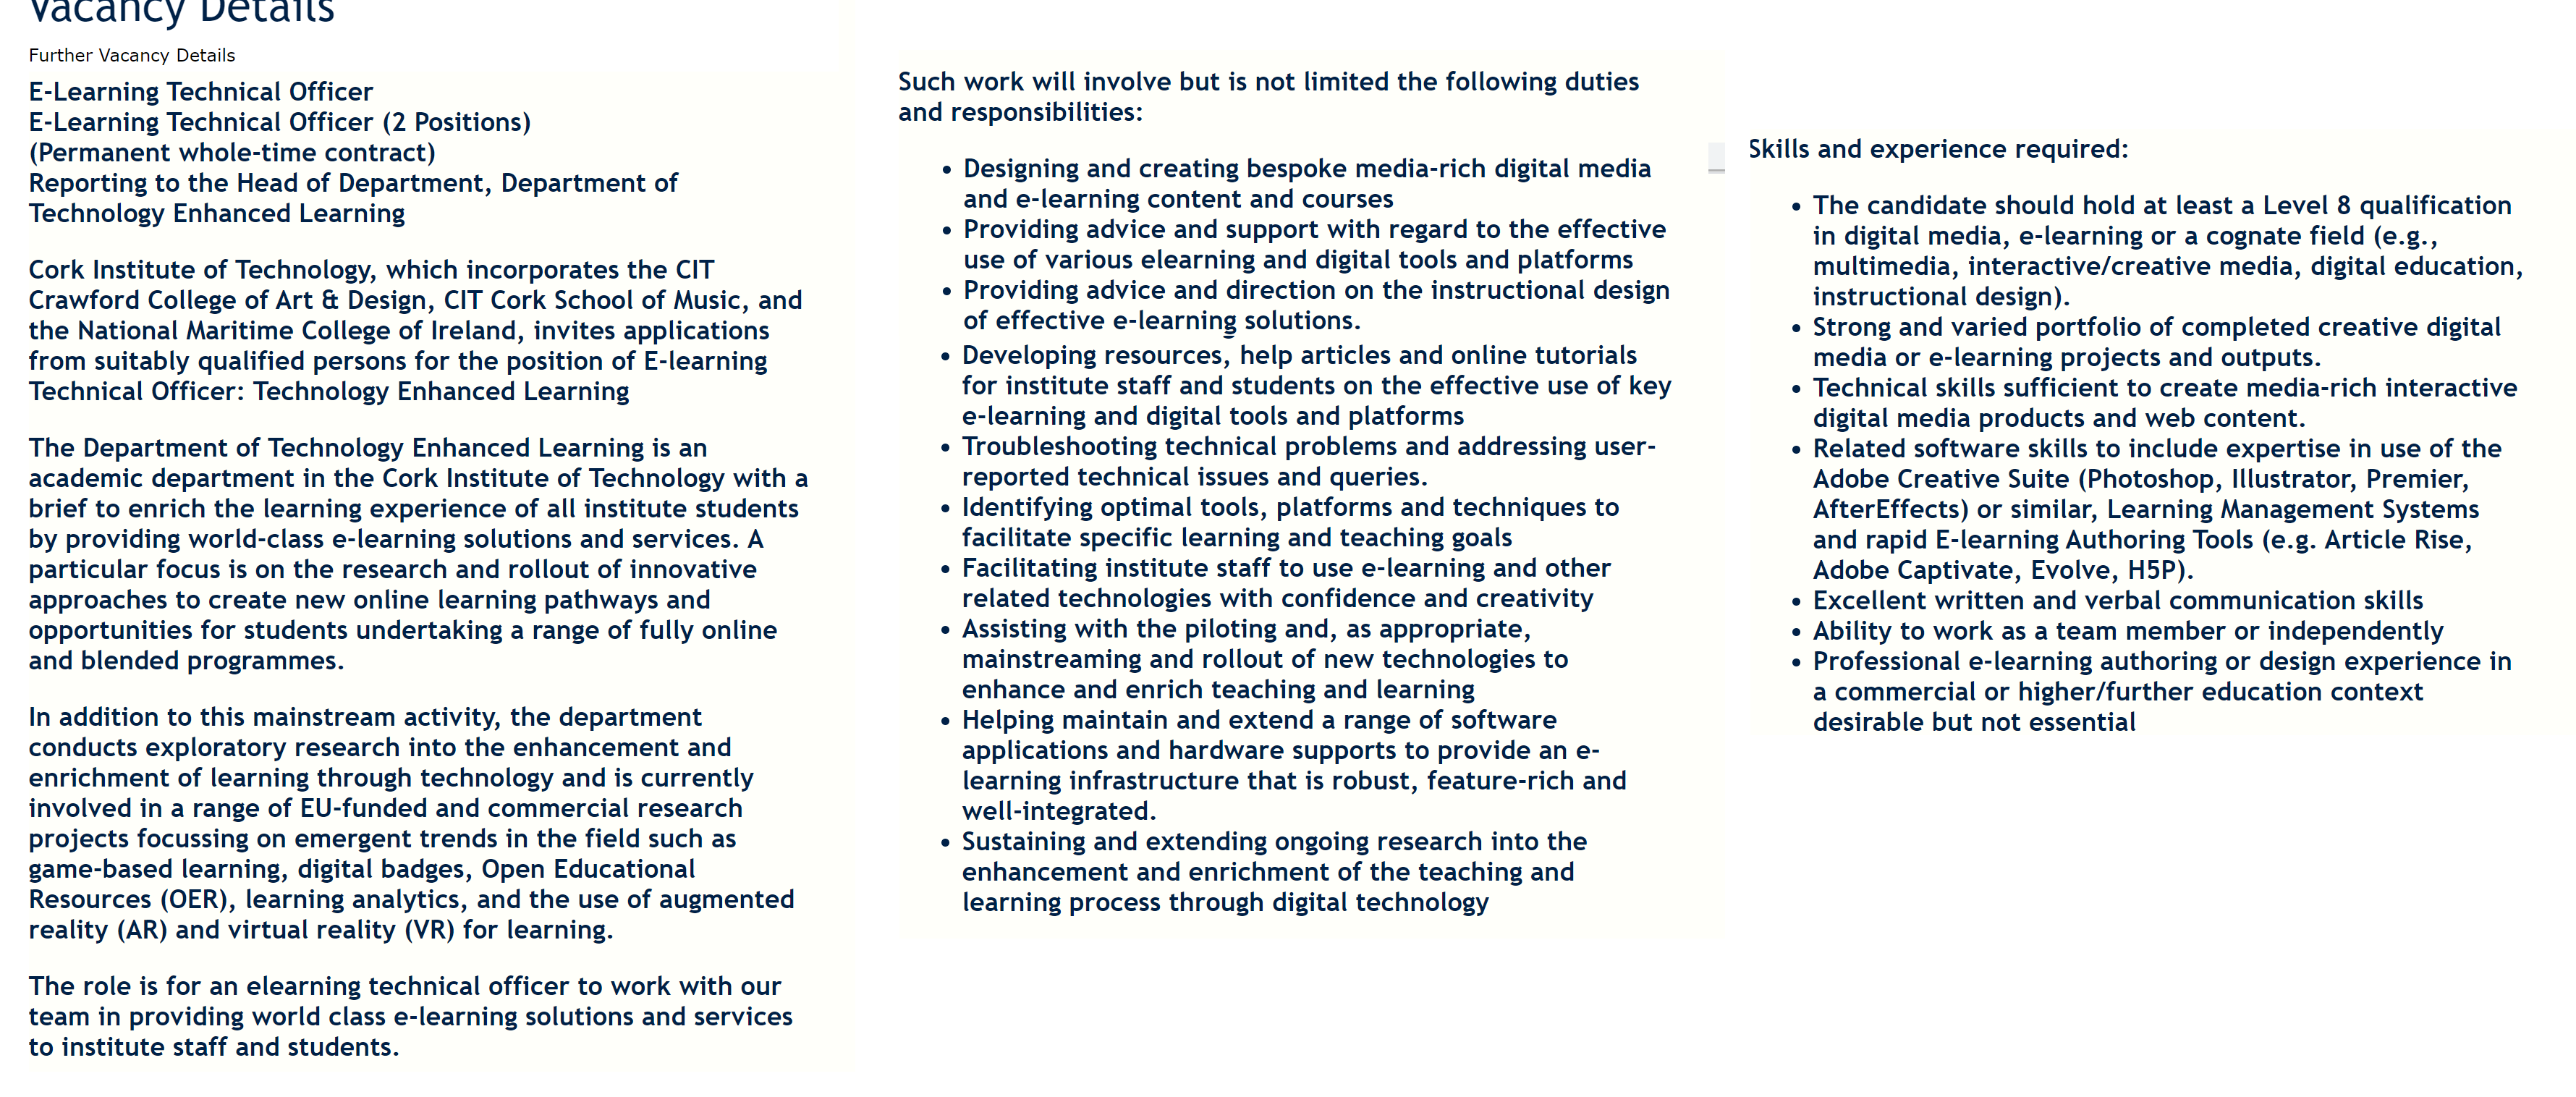 Vacancy Details
Further Vacancy Details
E-Learning Technical Officer
E-Learning Technical Officer (2 Positions)
(Permanent whole-time contract)
Reporting to the Head of Department, Department of
Technology Enhanced Learning
Cork Institute of Technology, which incorporates the CIT
Crawford College of Art & Design, CIT Cork School of Music, and
the National Maritime College of Ireland, invites applications
from suitably qualified persons for the position of E-learning
Technical Officer: Technology Enhanced Learning
The Department of Technology Enhanced Learning is an
academic department in the Cork Institute of Technology with a
brief to enrich the learning experience of all institute students
by providing world-class e-learning solutions and services. A
particular focus is on the research and rollout of innovative
approaches to create new online learning pathways and
opportunities for students undertaking a range of fully online
and blended programmes.
In addition to this mainstream activity, the department
conducts exploratory research into the enhancement and
enrichment of learning through technology and is currently
involved in a range of EU-funded and commercial research
projects focussing on emergent trends in the field such as
game-based learning, digital badges, Open Educational
Resources (OER), learning analytics, and the use of augmented
reality (AR) and virtual reality (VR) for learning.
The role is for an elearning technical officer to work with our
team in providing world class e-learning solutions and services
to institute staff and students.
Such work will involve but is not limited the following duties
and responsibilities:
• Designing and creating bespoke media-rich digital media
and e-learning content and courses
• Providing advice and support with regard to the effective
use of various elearning and digital tools and platforms
• Providing advice and direction on the instructional design
of effective e-learning solutions.
• Developing resources, help articles and online tutorials
for institute staff and students on the effective use of key
e-learning and digital tools and platforms
• Troubleshooting technical problems and addressing user-
reported technical issues and queries.
• Identifying optimal tools, platforms and techniques to
facilitate specific learning and teaching goals
• Facilitating institute staff to use e-learning and other
related technologies with confidence and creativity
• Assisting with the piloting and, as appropriate,
mainstreaming and rollout of new technologies to
enhance and enrich teaching and learning
• Helping maintain and extend a range of software
applications and hardware supports to provide an e-
learning infrastructure that is robust, feature-rich and
well-integrated.
• Sustaining and extending ongoing research into the
enhancement and enrichment of the teaching and
learning process through digital technology
Skills and experience required:
• The candidate should hold at least a Level 8 qualification
in digital media, e-learning or a cognate field (e.g.,
multimedia, interactive/creative media, digital education,
instructional design).
• Strong and varied portfolio of completed creative digital
media or e-learning projects and outputs.
• Technical skills sufficient to create media-rich interactive
digital media products and web content.
• Related software skills to include expertise in use of the
Adobe Creative Suite (Photoshop, Illustrator, Premier,
AfterEffects) or similar, Learning Management Systems
and rapid E-learning Authoring Tools (e.g. Article Rise,
Adobe Captivate, Evolve, H5P).
• Excellent written and verbal communication skills
• Ability to work as a team member or independently
• Professional e-learning authoring or design experience in
a commercial or higher/further education context
desirable but not essential